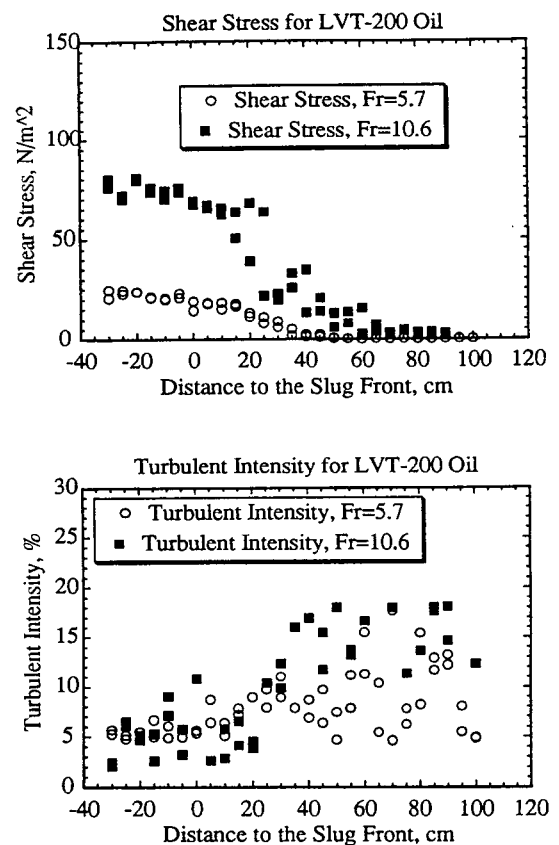 Shear Stress for LVT-200 Oil
150
100
50
0
Shear Stress, N/m^2
Shear Stress, Fr=5.7
Shear Stress, Fr=10.6
-40 -20 0 20 40 60 80 100 120
Distance to the Slug Front, cm
Turbulent Intensity for LVT-200 Oil
30
25
20
15
10
5
0
Turbulent Intensity, %
Turbulent Intensity, Fr=5.7
Turbulent Intensity, Fr=10.6
-40 -20 0 20 40 60 80 100 120
Distance to the Slug Front, cm